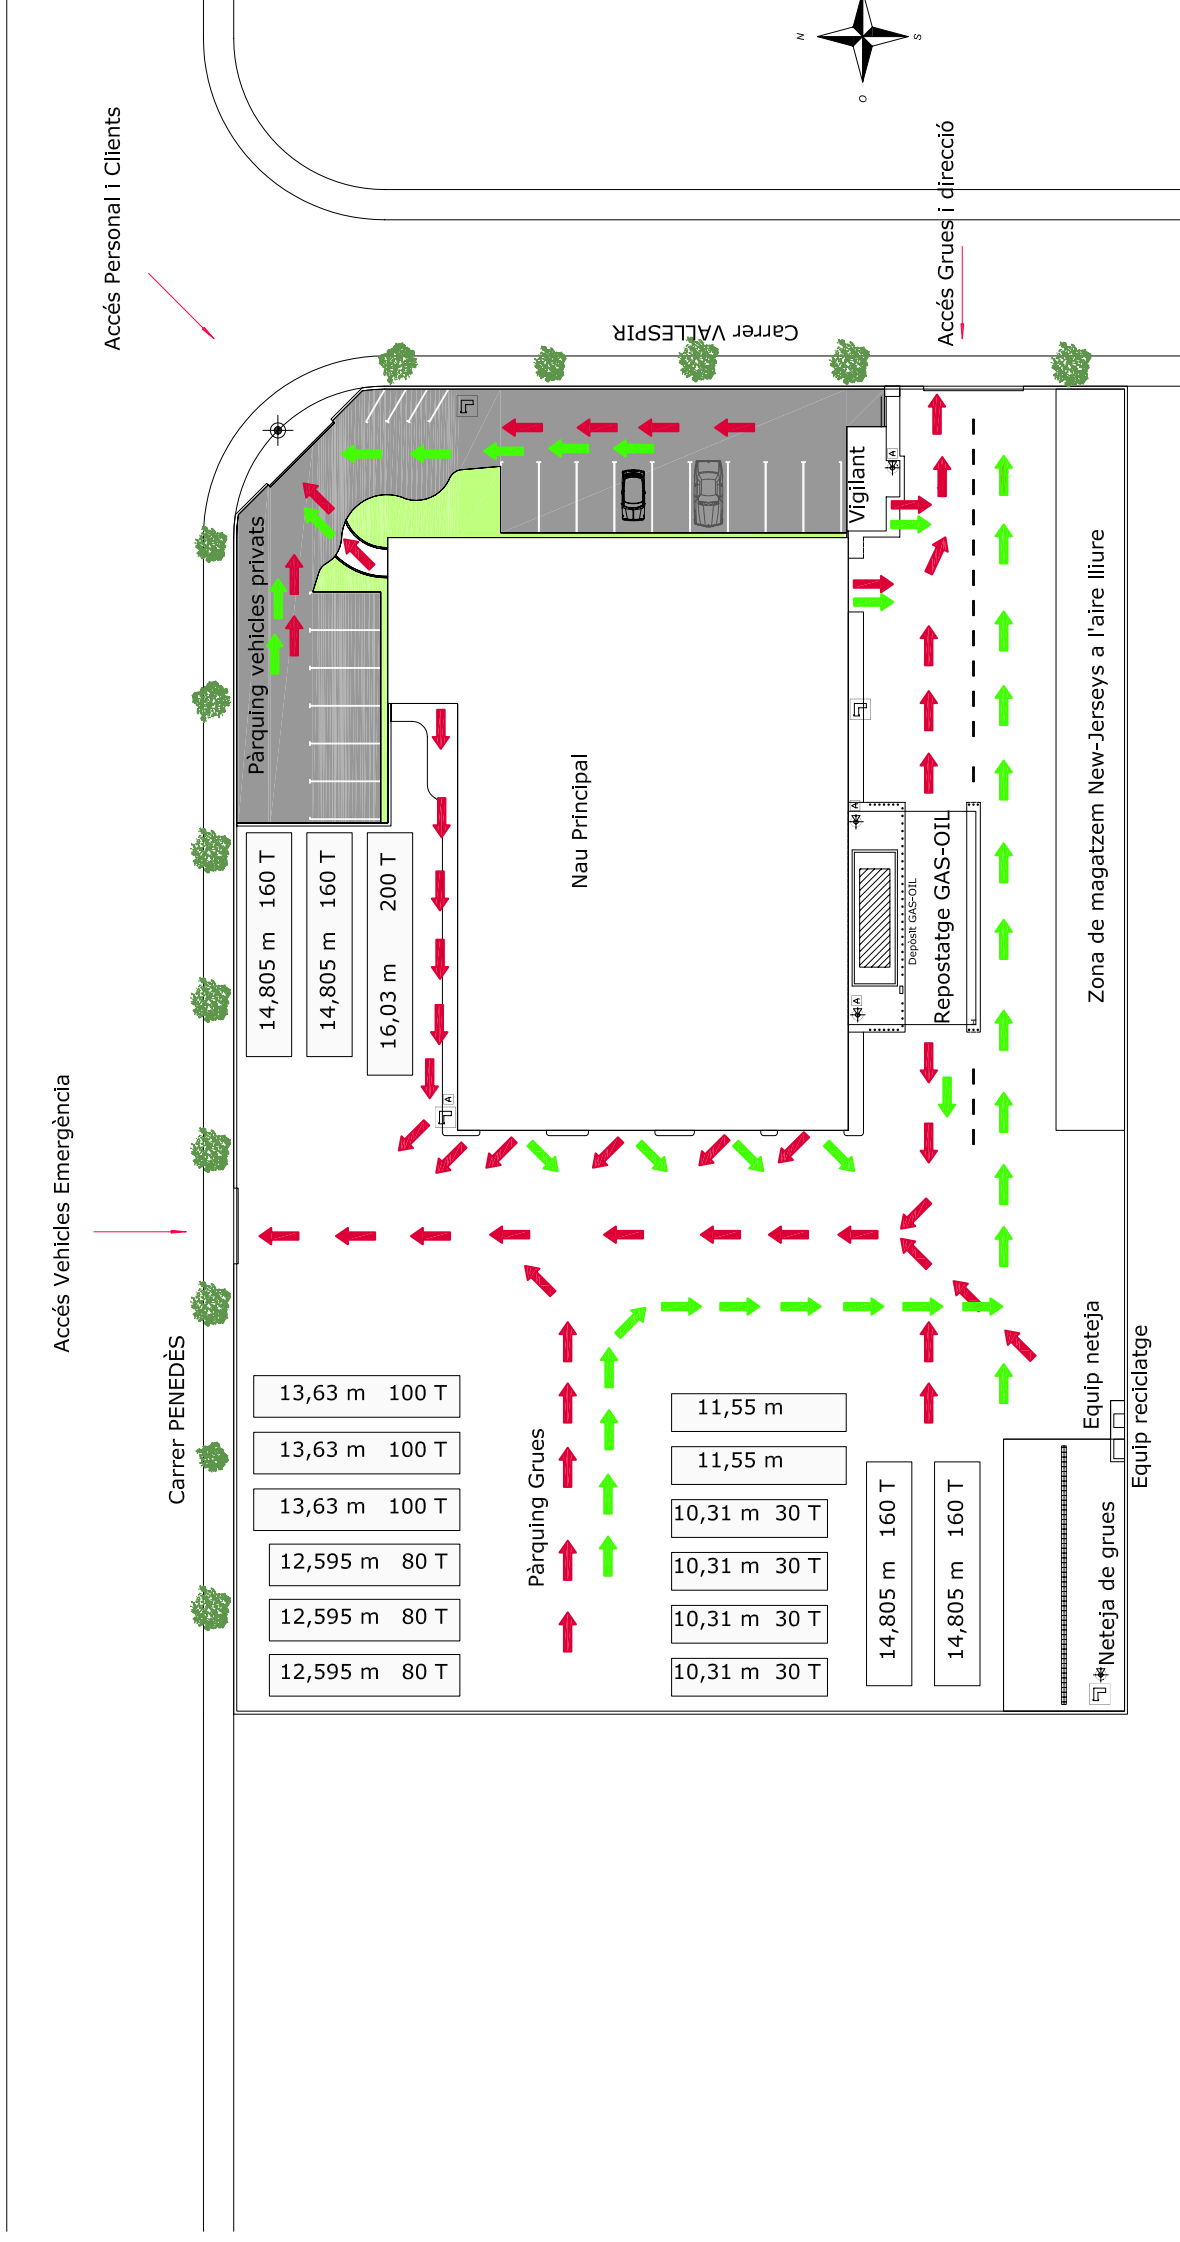 N
S
O
Accés Personal i Clients
Accés Grues i direcció
Carrer VALLESPIR
Pàrquing vehicles privats
Vigilant
A
Zona de magatzem New-Jerseys a l'aire lliure
Nau Principal
14,805 m 160 T
14,805 m 160 T
16,03 m 200 T
A
Depòsit GAS-OIL
Repostatge GAS-OIL
A
A
Accés Vehicles Emergència
Carrer PENEDÈS
Equip neteja
Equip reciclatge
Pàrquing Grues
13,63 m 100 T
13,63 m 100 T
13,63 m 100 T
12,595 m 80 T
12,595 m 80 T
12,595 m 80 T
11,55 m
11,55 m
10,31 m 30 T
10,31 m 30 T
10,31 m 30 T
10,31 m 30 T
14,805 m 160 T
14,805 m 160 T
Neteja de grues